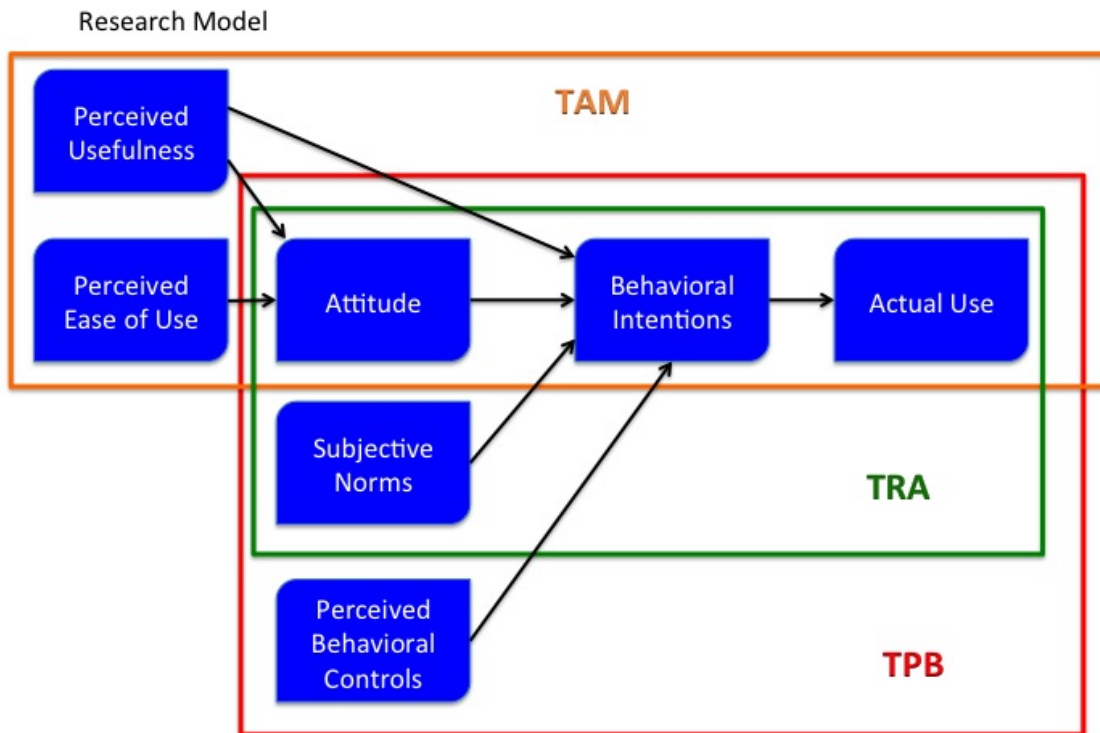 Research Model
TAM
Perceived
Usefulness
Perceived
Ease of Use
Attitude
Behavioral
Intentions
Actual Use
Subjective
Norms
TRA
Perceived
Behavioral
Controls
TPB